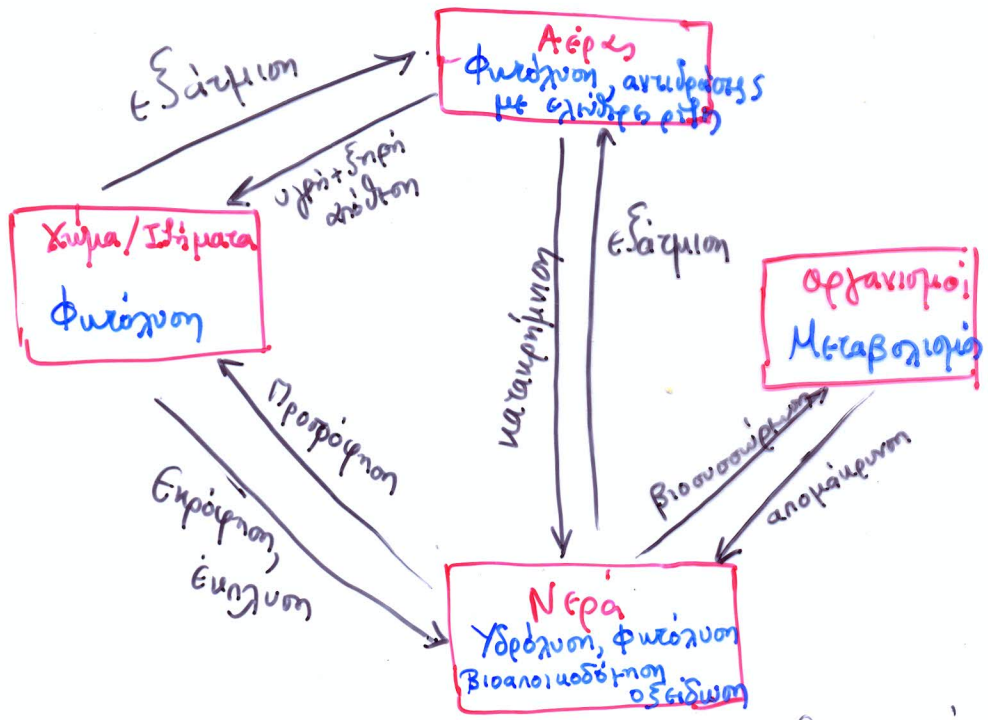 Αέρας
Φωτόλυση, αντιδράσεις
με ελεύθερες ρίζες
εξάτμιση
υγρή + ξηρή
απόθεση
Χώμα/Ιζήματα
Φωτόλυση
κατακρήμνιση
εξάτμιση
οργανισμοί
Μεταβολισμό
Προσρόφηση
Εκρόφηση,
έκπλυση
βιοσυσσώρευση
απομάκρυνση
Νερά
Υδρόλυση, Φωτόλυση
Βιοαποικοδόμηση
οξείδωση